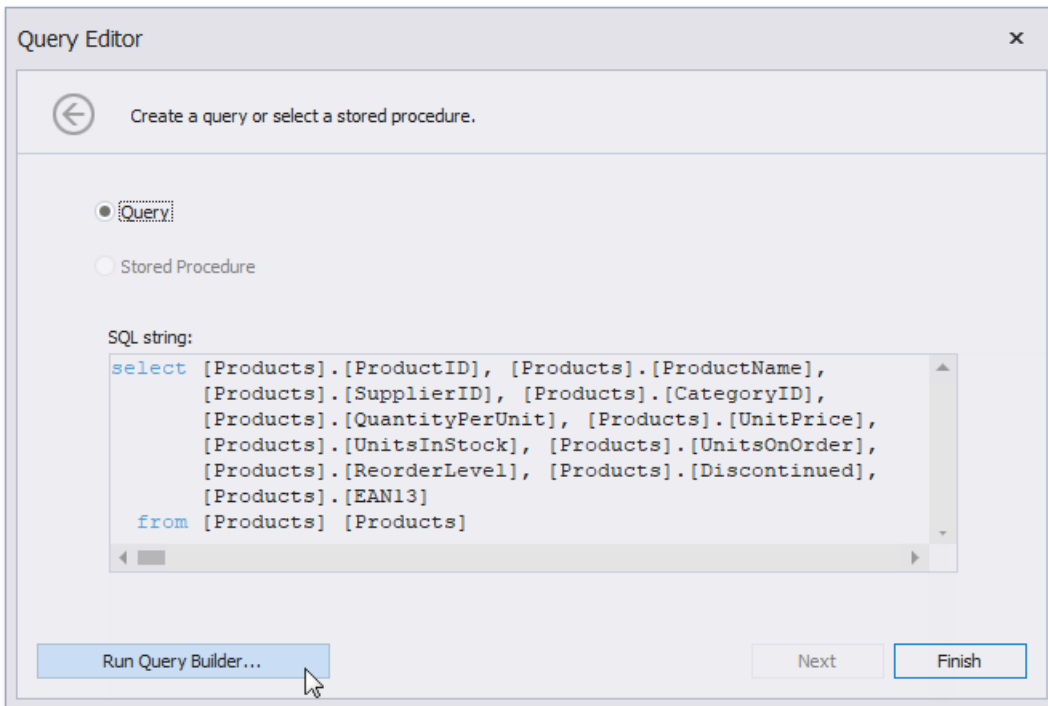 Query Editor
Create a query or select a stored procedure.
Query
Stored Procedure
SQL string:
select [Products].[ProductID], [Products].[ProductName],
[Products].[SupplierID], [Products].[CategoryID],
[Products].[QuantityPerUnit], [Products].[UnitPrice],
[Products].[UnitsInStock], [Products].[UnitsOnOrder],
[Products].[ReorderLevel], [Products].[Discontinued],
[Products].[EAN13]
from [Products] [Products]
Run Query Builder... Next Finish